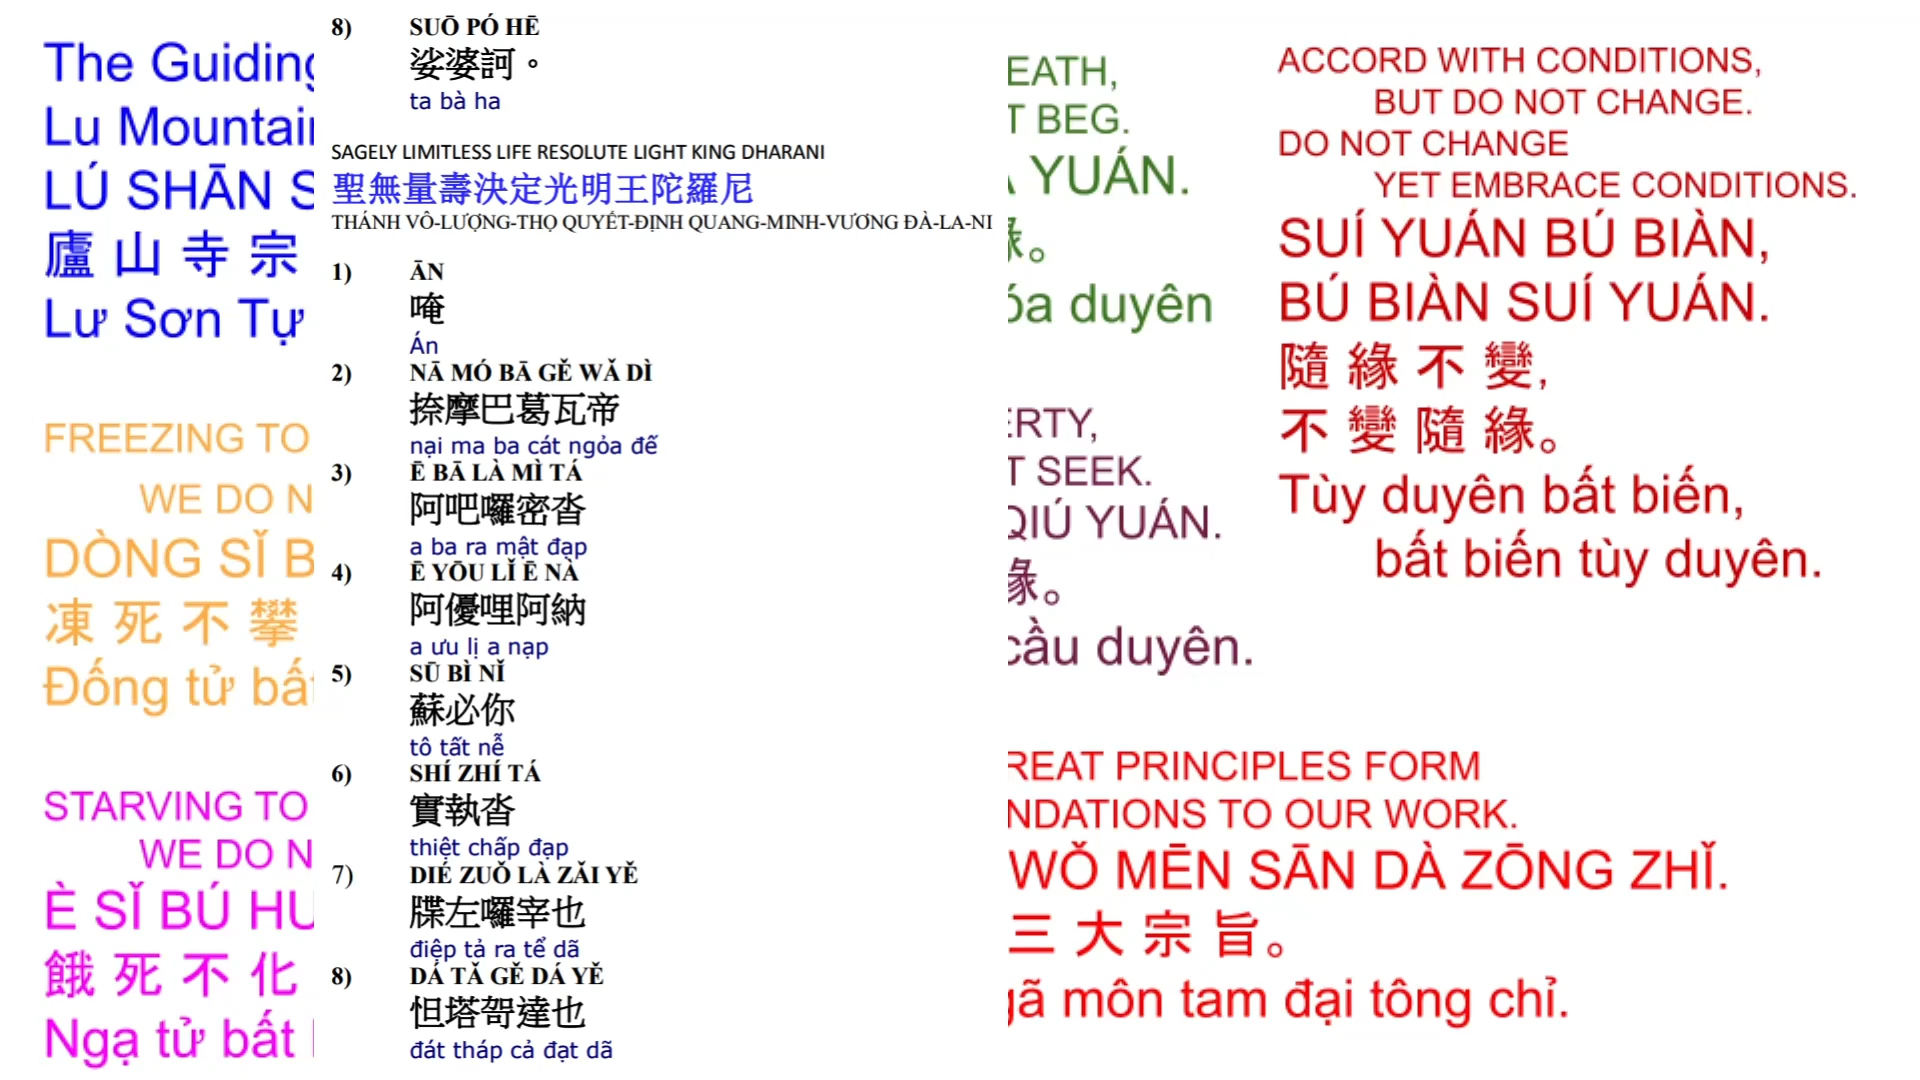 The Guiding
Lu Mountain
LÚ SHĀN S
廬 山 寺 宗
Lư Sơn Tự
FREEZING TO
WE DO N
DÒNG SǏ B
凍 死 不 攀
Đống tử bất
STARVING TO
WE DO N
È SǏ BÚ HU
餓 死 不 化
Ngạ tử bất
8) SUŌ PÓ HĒ
娑婆訶。
ta bà ha
SAGELY LIMITLESS LIFE RESOLUTE LIGHT KING DHARANI
聖無量壽決定光明王陀羅尼
THÁNH VÔ-LƯỢNG-THỌ QUYẾT-ĐỊNH QUANG-MINH-VƯƠNG ĐÀ-LA-NI
1) ĀN
唵
Án
2) NĀ MÓ BĀ GĚ WǍ DÌ
捺摩巴葛瓦帝
nại ma ba cát ngỏa đế
3) Ē BĀ LÀ MÌ TÁ
阿吧囉密沓
a ba ra mật đạp
4) Ē YŌU LǏ Ē NÀ
阿優哩阿納
a ưu lị a nạp
5) SŪ BÌ NǏ
蘇必你
tô tất nễ
6) SHÍ ZHÍ TÁ
實執沓
thiệt chấp đạp
7) DIÉ ZUǑ LÀ ZǍI YĚ
牒左囉宰也
điệp tả ra tể dã
8) DÁ TǍ GĚ DÁ YĚ
怛塔哿達也
đát tháp cả đạt dã
EATH,
T BEG.
YUÁN.
緣。
óa duyên
ERTY,
T SEEK.
QIÚ YUÁN.
緣。
cầu duyên.
ACCORD WITH CONDITIONS,
BUT DO NOT CHANGE.
DO NOT CHANGE
YET EMBRACE CONDITIONS.
SUÍ YUÁN BÚ BIÀN,
BÚ BIÀN SUÍ YUÁN.
隨 緣 不 變,
不 變 隨 緣。
Tùy duyên bất biến,
bất biến tùy duyên.
REAT PRINCIPLES FORM
NDATIONS TO OUR WORK.
WǑ MĒN SĀN DÀ ZŌNG ZHǏ.
三 大 宗 旨。
gã môn tam đại tông chỉ.